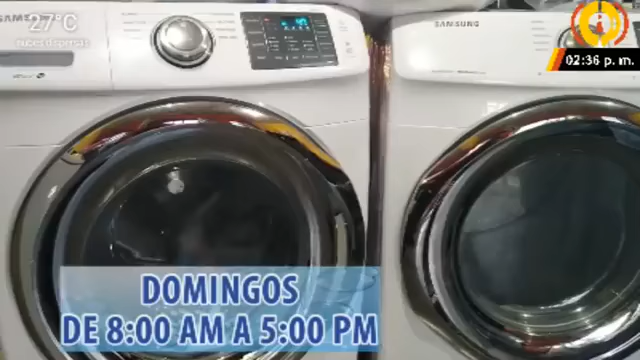 27°C
nubes dispersas
SAMSUNG
SAMSUNG
02:36 p. m.
DOMINGOS
DE 8:00 AM A 5:00 PM